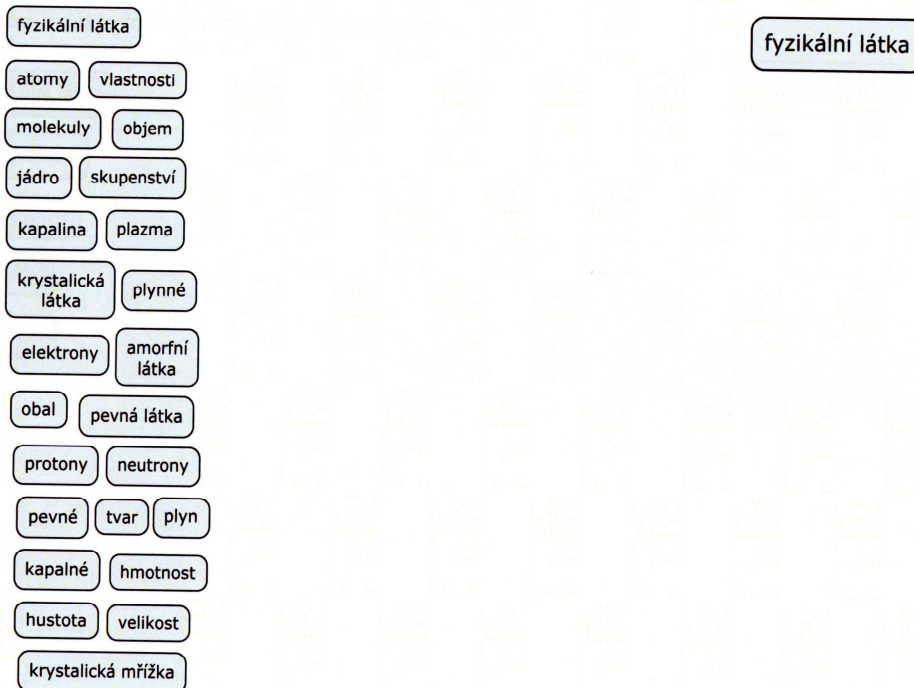 fyzikální látka
fyzikální látka
atomy vlastnosti
molekuly objem
jádro skupenství
kapalina plazma
krystalická
látka
plynné
elektrony
amorfní
látka
obal pevná látka
protony neutrony
pevné tvar plyn
kapalné hmotnost
hustota velikost
krystalická mřížka